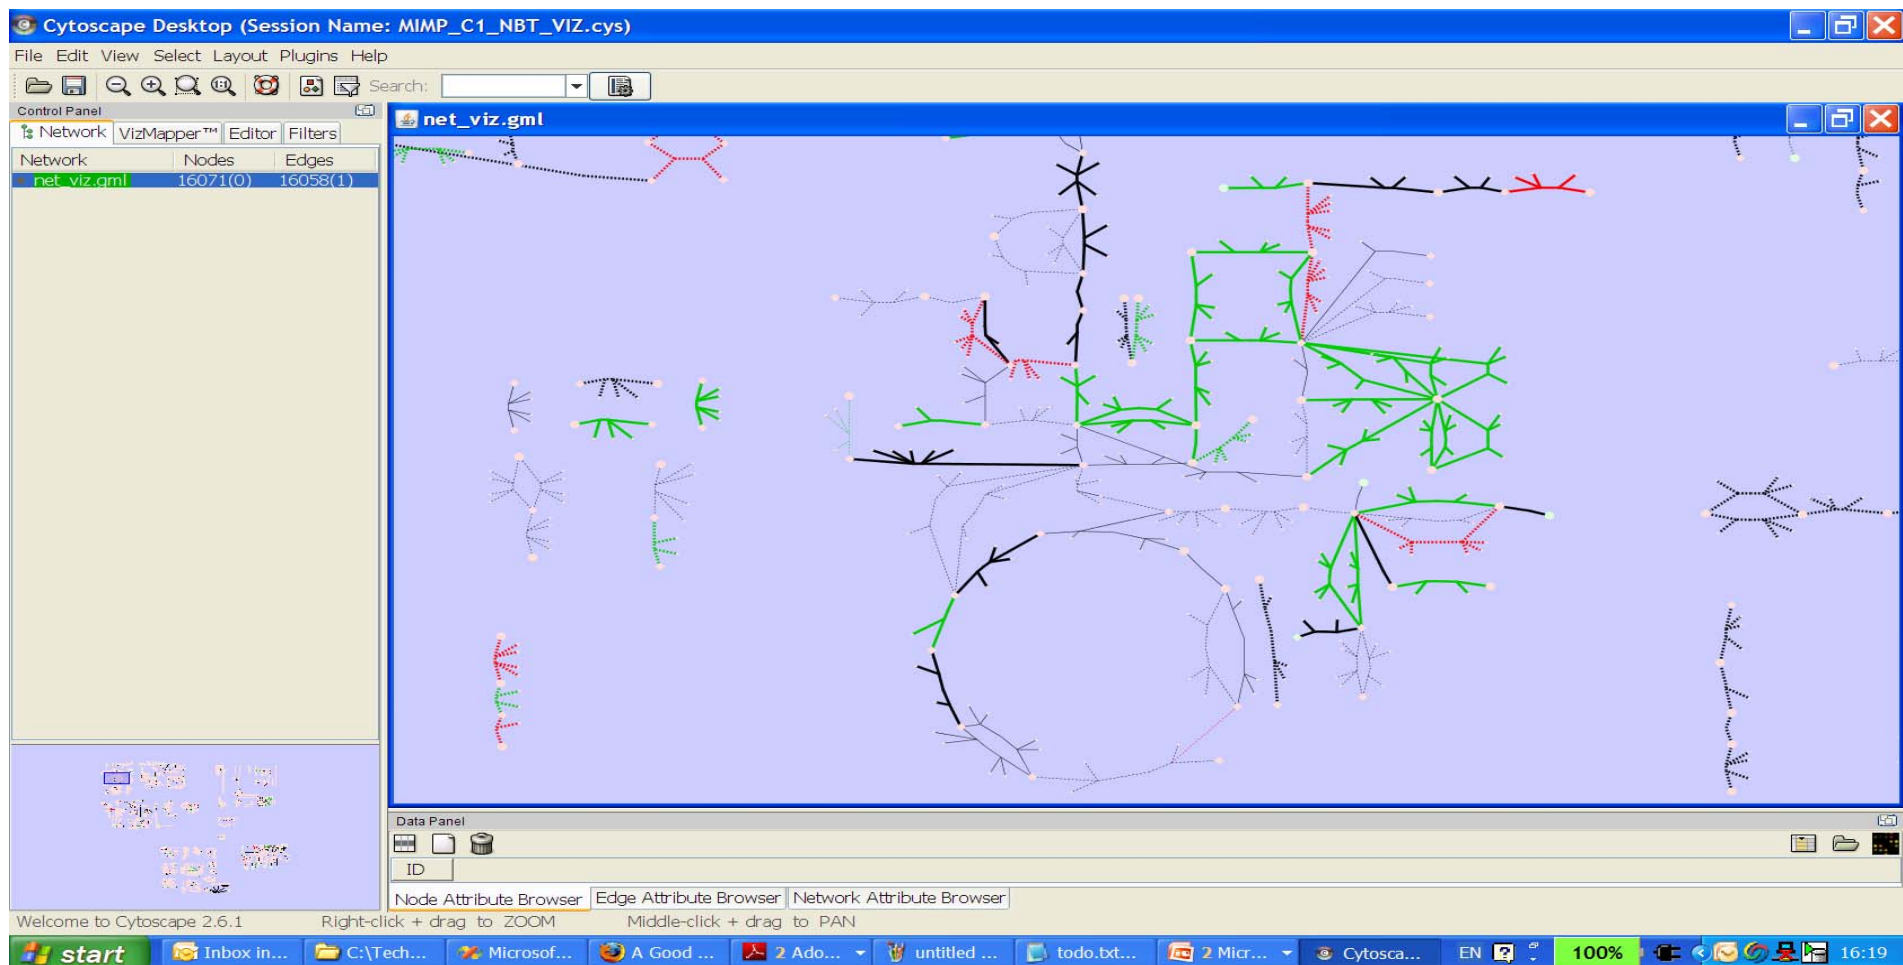 Cytoscape Desktop (Session Name: MIMP_C1_NBT_VIZ.cys)
File Edit View Select Layout Plugins Help
Search:
Control Panel
Network VizMapper™ Editor Filters
Network Nodes Edges
net_viz.gml 16071(0) 16058(1)
net_viz.gml
Data Panel
ID
Node Attribute Browser Edge Attribute Browser Network Attribute Browser
Welcome to Cytoscape 2.6.1 Right-click + drag to ZOOM Middle-click + drag to PAN
start Inbox in... C:\Tech... Microsof... A Good ... 2 Ado... untitled ... todo.txt... 2 Micr... Cytosca... EN 100% 16:19